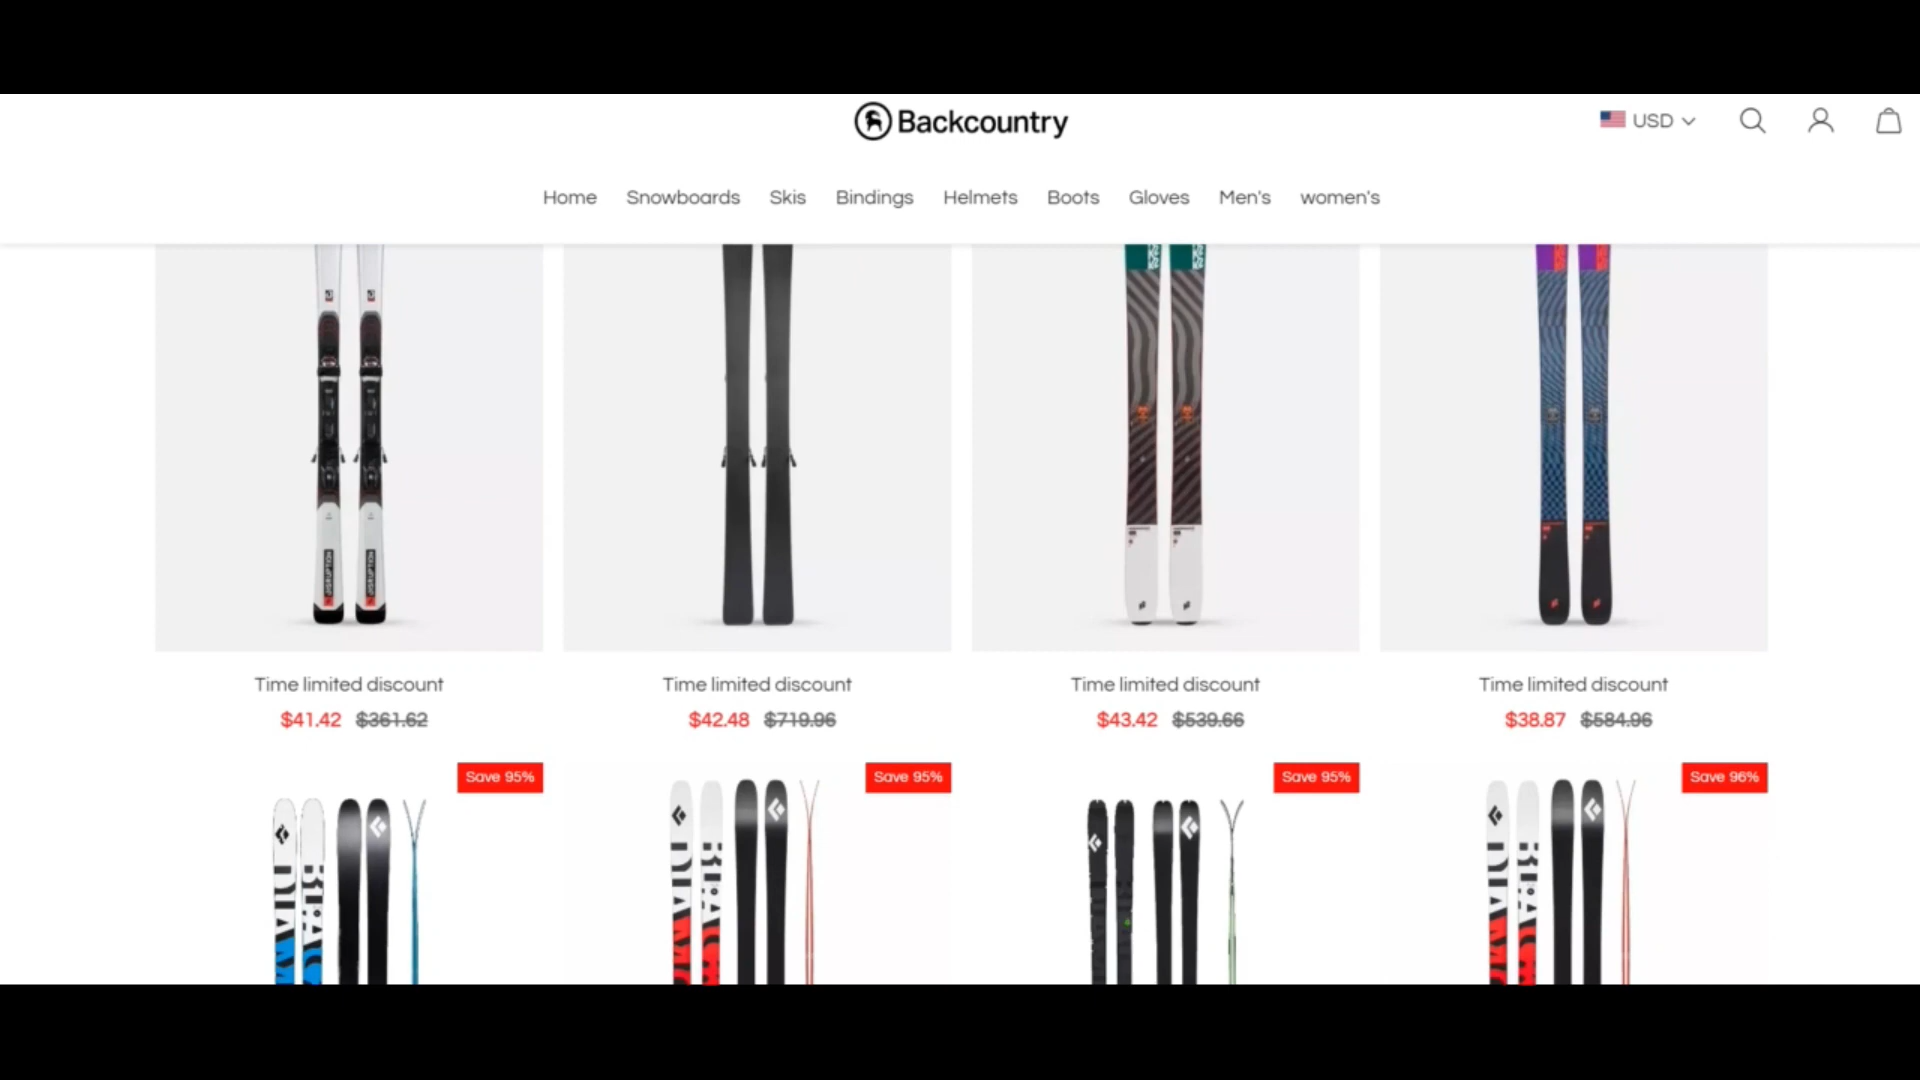 Backcountry
USD
Home Snowboards Skis Bindings Helmets Boots Gloves Men's women's
DISRUPTION DISRUPTION
Time limited discount Time limited discount Time limited discount Time limited discount
$41.42 $361.62 $42.48 $719.96 $43.42 $539.66 $38.87 $584.96
Save 95% Save 95% Save 95% Save 96%